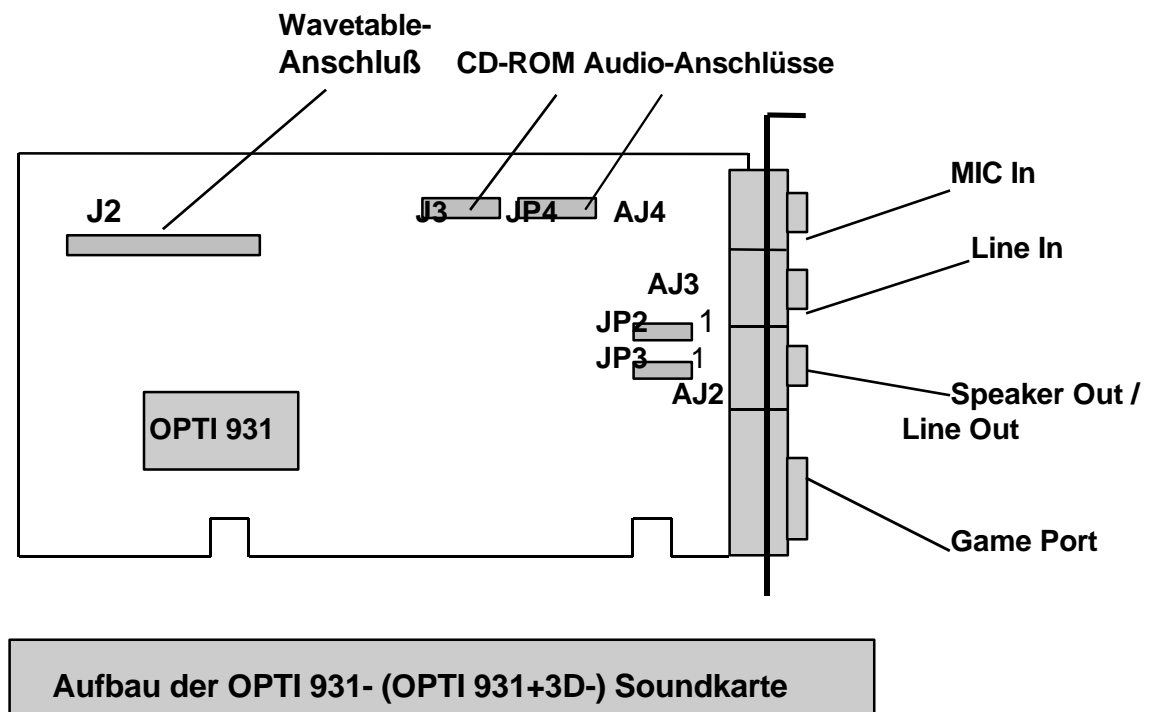 Wavetable-
Anschluß
CD-ROM Audio-Anschlüsse
MIC In
J2
J3
JP4
AJ4
Line In
AJ3
JP2
1
JP3
1
AJ2
Speaker Out /
Line Out
OPTI 931
Game Port
Aufbau der OPTI 931- (OPTI 931+3D-) Soundkarte